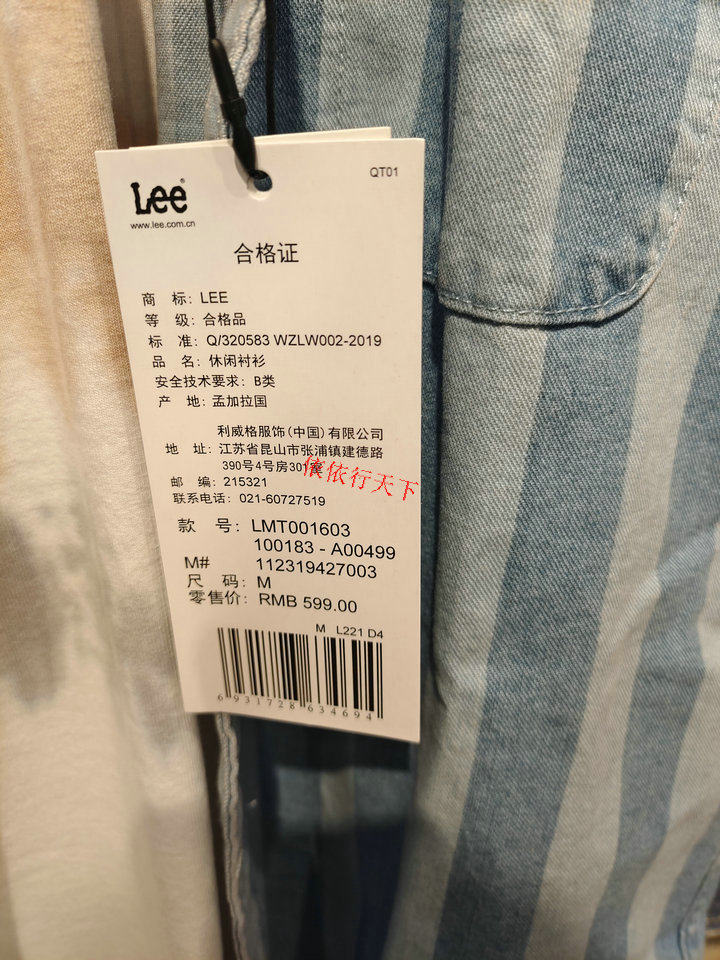 QT01
Lee
www.lee.com.cn
合格证
商 标: LEE
等 级: 合格品
标 准: Q/320583 WZLW002-2019
品 名: 休闲衬衫
安全技术要求: B类
产 地: 孟加拉国
利威格服饰(中国)有限公司
地 址: 江苏省昆山市张浦镇建德路
390号4号房301室
依依行天下
邮 编: 215321
联系电话: 021-60727519
款 号: LMT001603
100183 - A00499
M# 112319427003
尺 码: M
零售价: RMB 599.00
M L221 D4
6931728634694